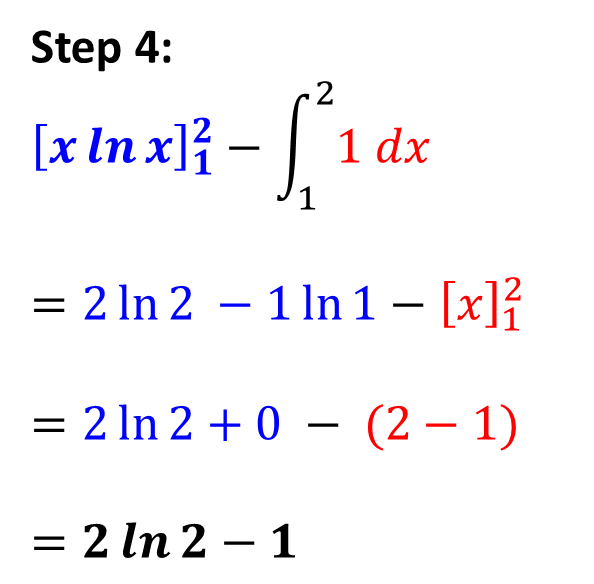 Step 4:
[x ln x]₁² − ∫₁² 1 dx
= 2 ln 2 − 1 ln 1 − [x]₁²
= 2 ln 2 + 0 − (2 − 1)
= 2 ln 2 − 1